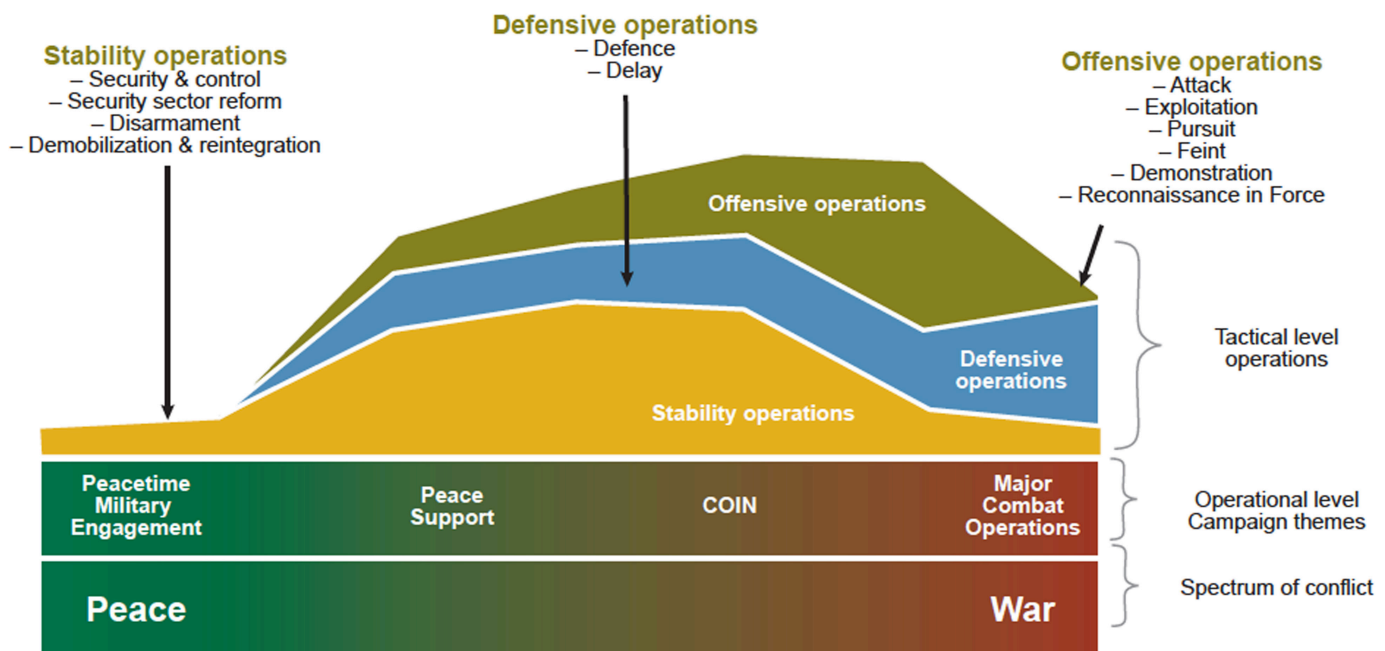 Stability operations
– Security & control
– Security sector reform
– Disarmament
– Demobilization & reintegration
Defensive operations
– Defence
– Delay
Offensive operations
– Attack
– Exploitation
– Pursuit
– Feint
– Demonstration
– Reconnaissance in Force
Offensive operations
Defensive
operations
Stability operations
Tactical level
operations
Peacetime
Military
Engagement
Peace
Support
COIN
Major
Combat
Operations
Operational level
Campaign themes
Peace
War
Spectrum of conflict